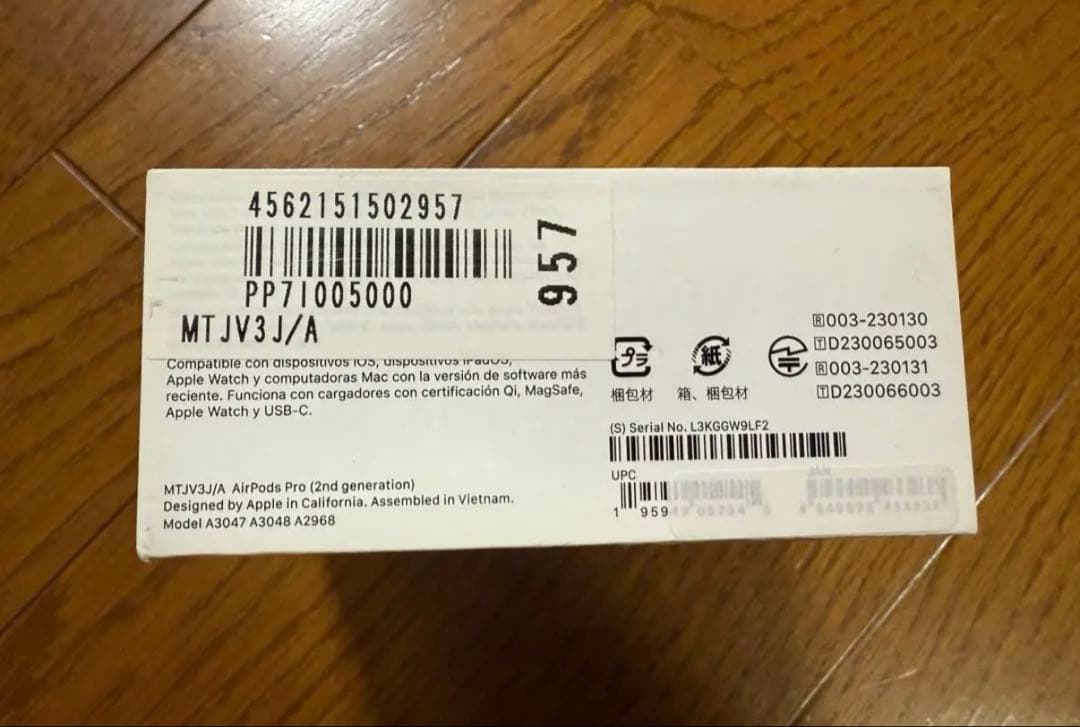 4562151502957
957
PP71005000
MTJV3J/A
Compatible con dispositivos iOS, dispositivos iPadOS,
Apple Watch y computadoras Mac con la versión de software más
reciente. Funciona con cargadores con certificación Qi, MagSafe,
Apple Watch y USB-C.
MTJV3J/A AirPods Pro (2nd generation)
Designed by Apple in California. Assembled in Vietnam.
Model A3047 A3048 A2968
プラ
紙
梱包材
箱、梱包材
R003-230130
TD230065003
R003-230131
TD230066003
(S) Serial No. L3KGGW9LF2
UPC
1 959